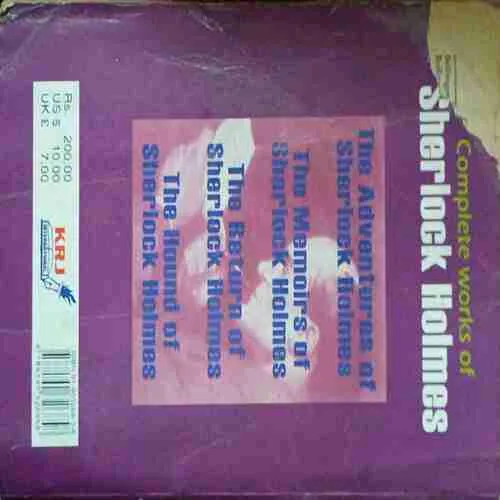 Complete works of
Sherlock Holmes
The Adventures of
Sherlock Holmes
The Memoirs of
Sherlock Holmes
The Return of
Sherlock Holmes
The Hound of
Sherlock Holmes
Rs. 200.00
US $ 10.00
UK £ 7.00
KRJ